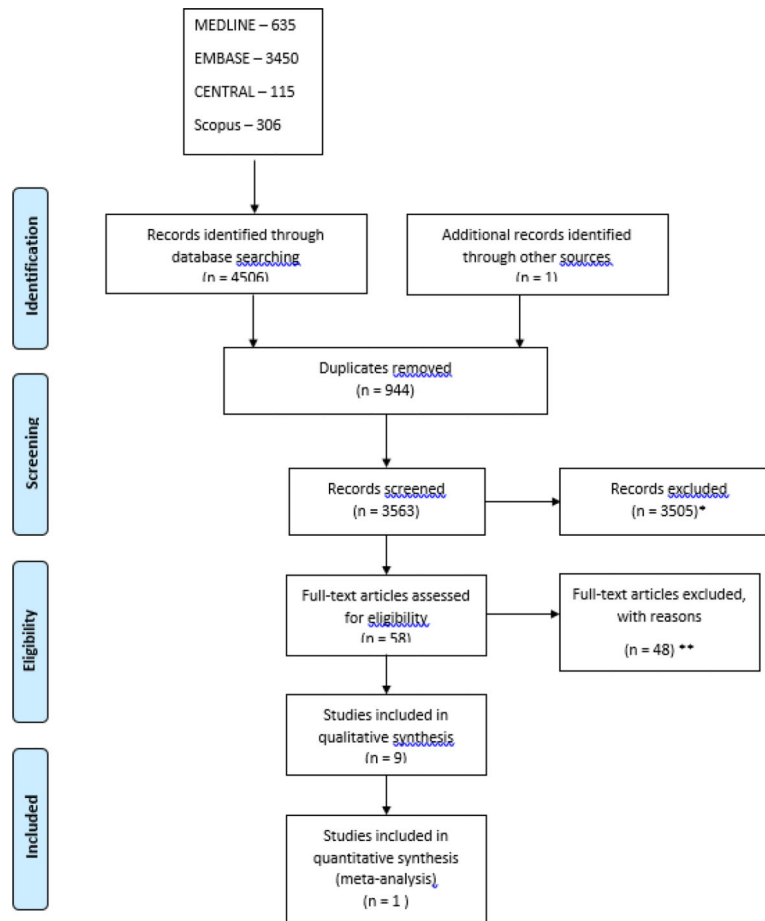 MEDLINE – 635
EMBASE – 3450
CENTRAL – 115
Scopus – 306
Identification
Records identified through
database searching
(n = 4506)
Additional records identified
through other sources
(n = 1)
Duplicates removed
(n = 944)
Screening
Records screened
(n = 3563)
Records excluded
(n = 3505)*
Eligibility
Full-text articles assessed
for eligibility
(n = 58)
Full-text articles excluded,
with reasons
(n = 48) **
Studies included in
qualitative synthesis
(n = 9)
Included
Studies included in
quantitative synthesis
(meta-analysis)
(n = 1 )